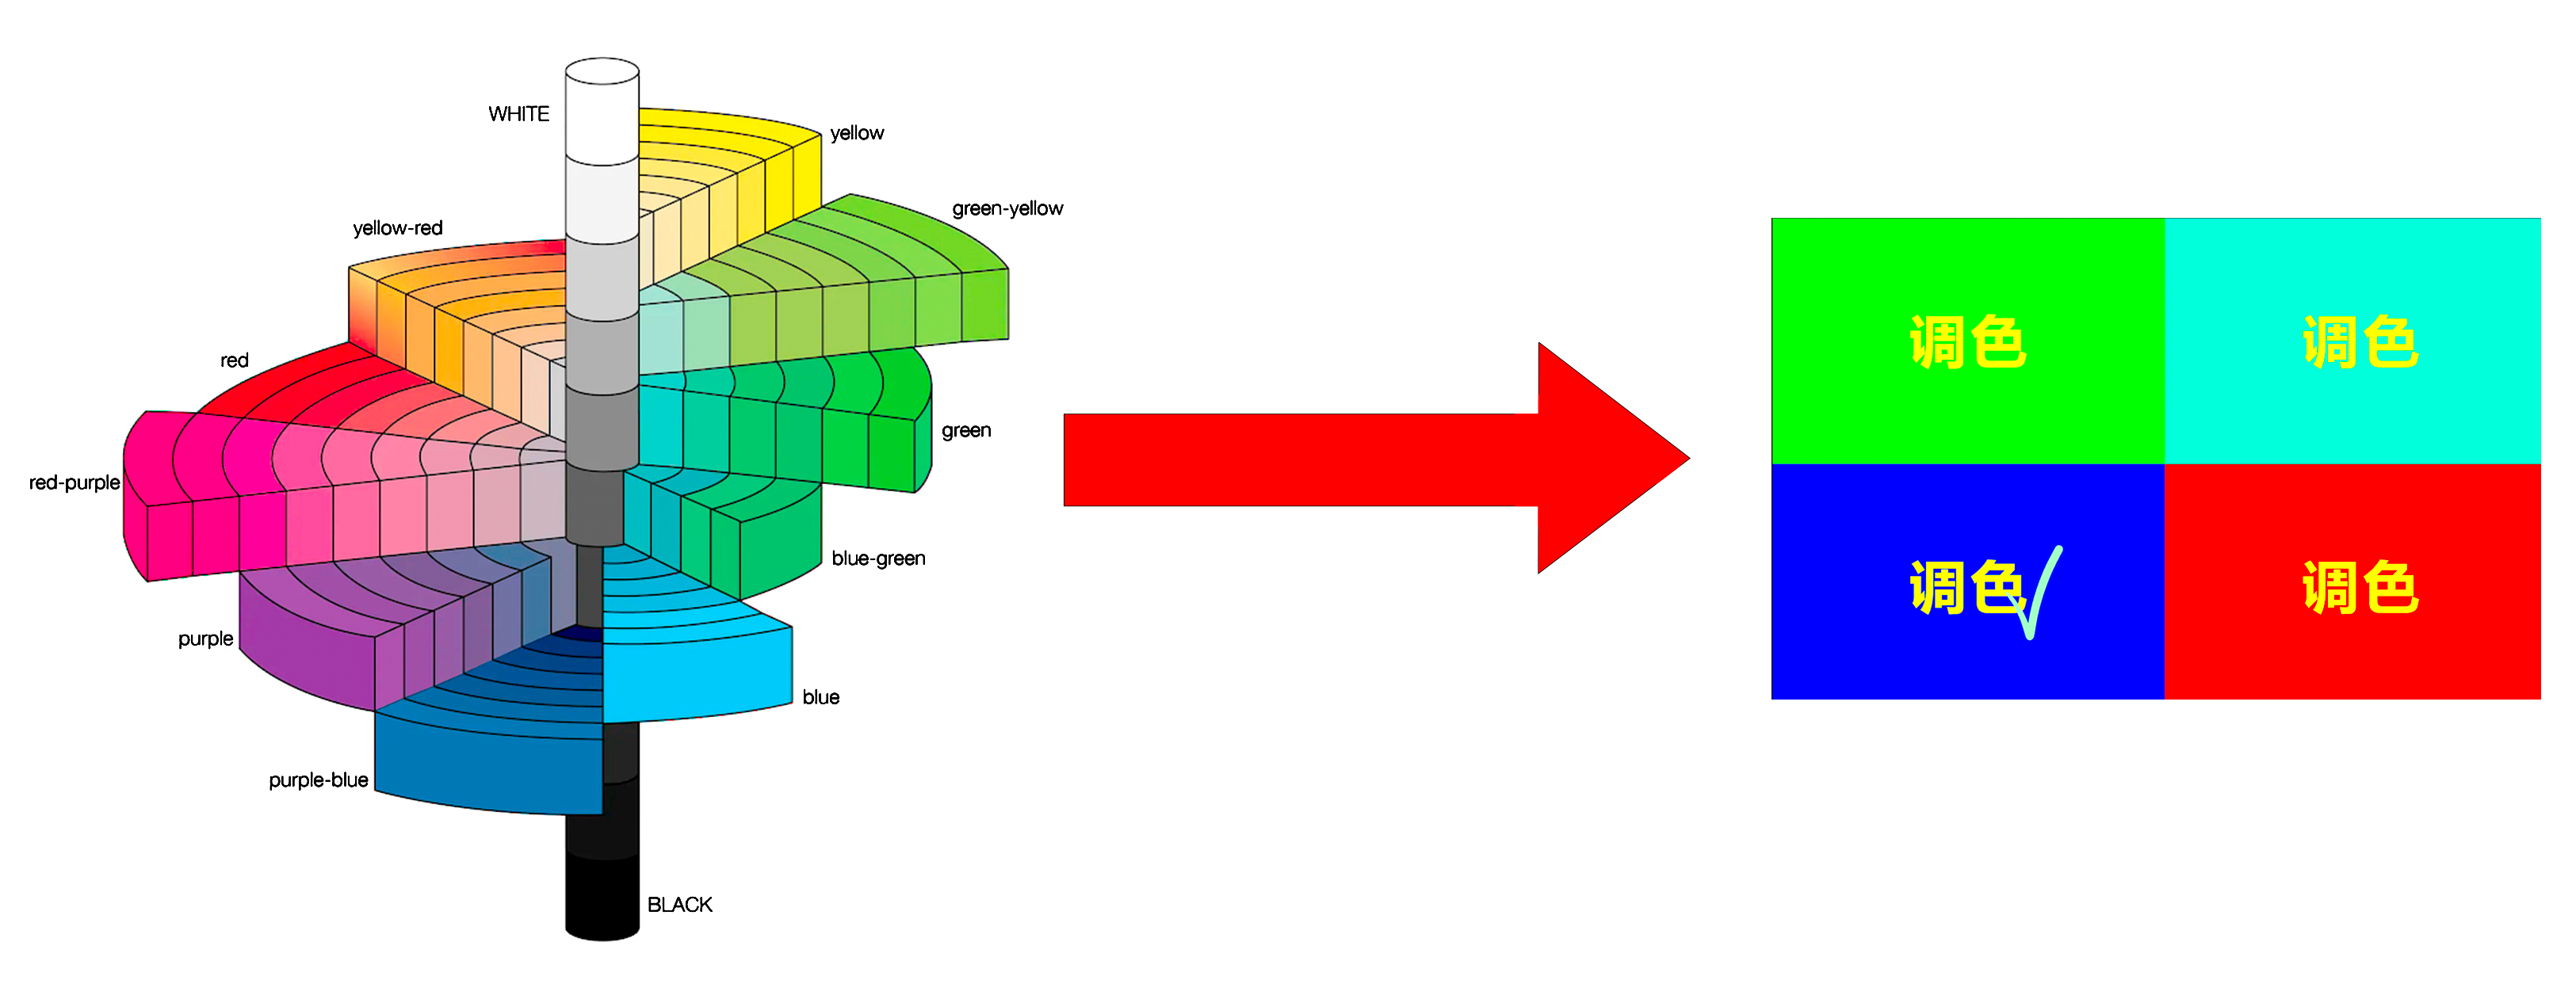 WHITE
yellow
green-yellow
yellow-red
red
green
red-purple
blue-green
purple
blue
purple-blue
BLACK
调色
调色
调色
调色